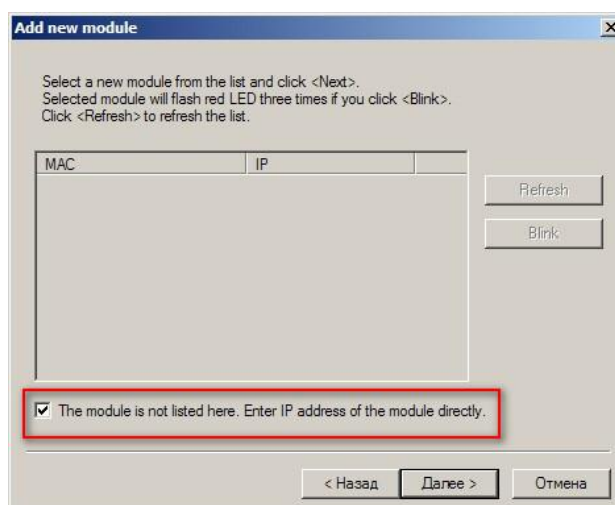 Add new module
Select a new module from the list and click <Next>.
Selected module will flash red LED three times if you click <Blink>.
Click <Refresh> to refresh the list.
MAC IP
Refresh
Blink
The module is not listed here. Enter IP address of the module directly.
< Назад Далее > Отмена